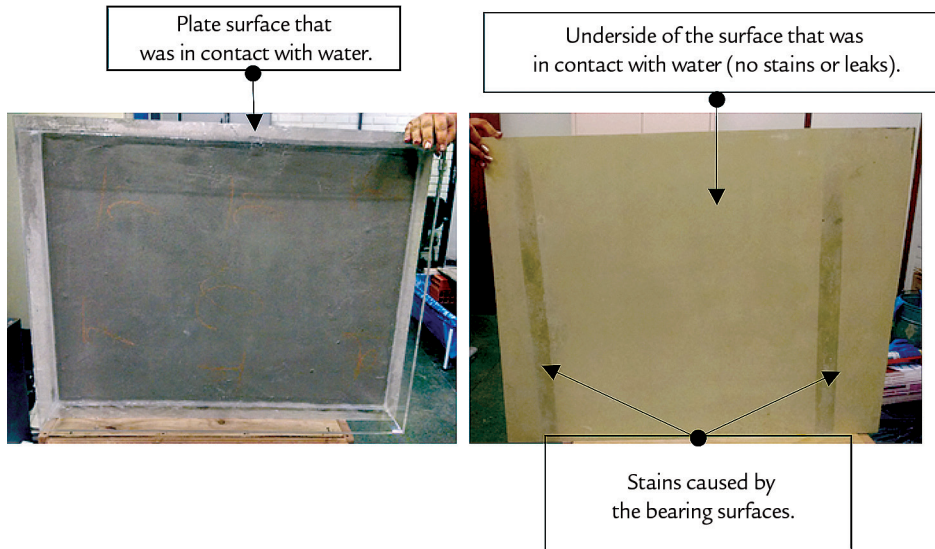 Plate surface that
was in contact with water.
Underside of the surface that was
in contact with water (no stains or leaks).
Stains caused by
the bearing surfaces.